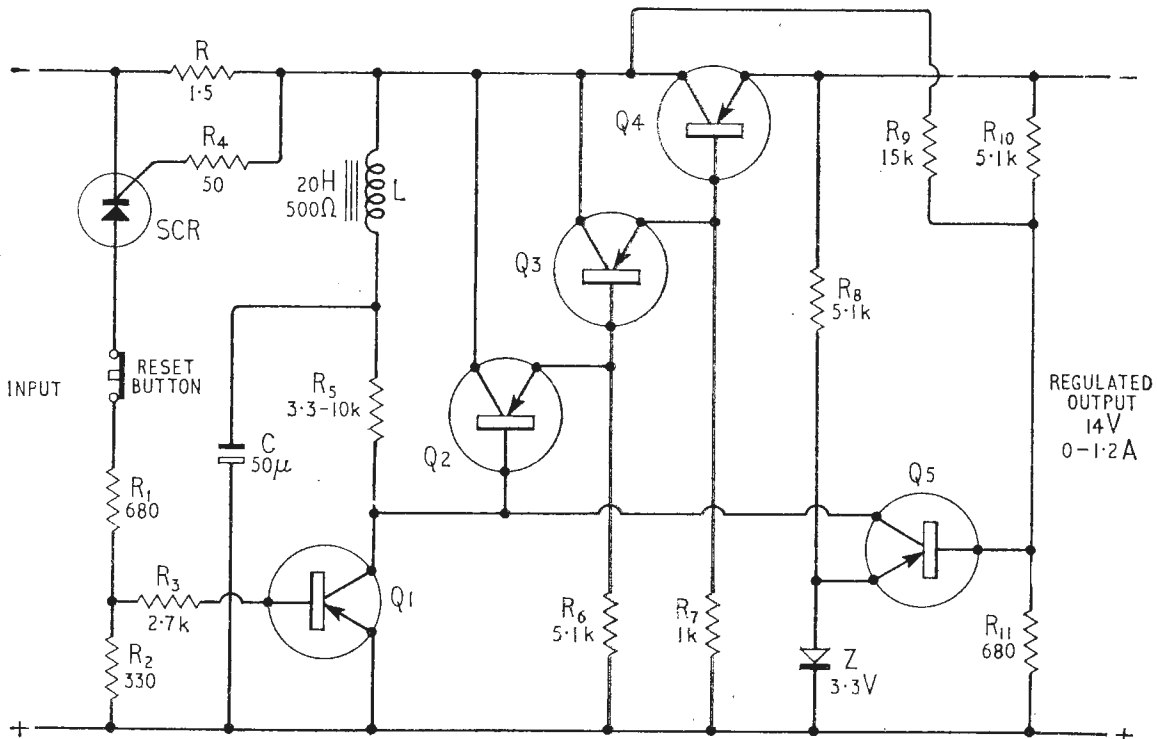 R
1·5
R4
50
SCR
20H
500Ω
L
Q4
R9
15k
R10
5·1k
Q3
R8
5·1k
INPUT
RESET
BUTTON
R5
3·3-10k
REGULATED
OUTPUT
14V
0-1·2A
C
50µ
Q2
Q5
R1
680
R3
2·7k
Q1
R6
5·1k
R7
1k
R2
330
Z
3·3V
R11
680